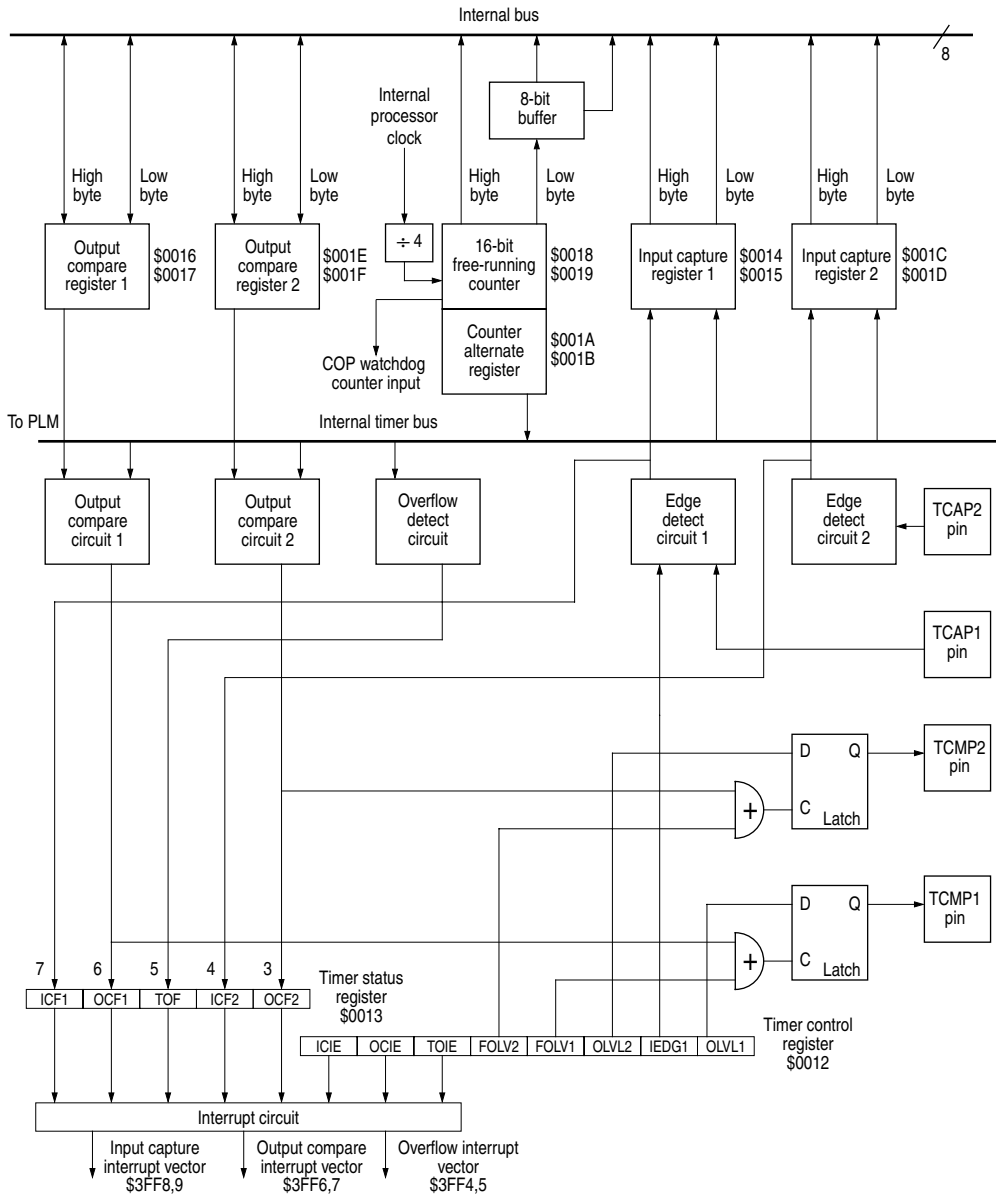 Internal bus
8
Internal
processor
clock
8-bit
buffer
High
byte
Low
byte
High
byte
Low
byte
High
byte
Low
byte
High
byte
Low
byte
High
byte
Low
byte
Output
compare
register 1
$0016
$0017
Output
compare
register 2
$001E
$001F
÷ 4
16-bit
free-running
counter
$0018
$0019
Input capture
register 1
$0014
$0015
Input capture
register 2
$001C
$001D
Counter
alternate
register
$001A
$001B
COP watchdog
counter input
To PLM
Internal timer bus
Output
compare
circuit 1
Output
compare
circuit 2
Overflow
detect
circuit
Edge
detect
circuit 1
Edge
detect
circuit 2
TCAP2
pin
TCAP1
pin
D Q
C
Latch
+
TCMP2
pin
D Q
C
Latch
+
TCMP1
pin
7 6 5 4 3
ICF1 OCF1 TOF ICF2 OCF2
Timer status
register
$0013
ICIE OCIE TOIE FOLV2 FOLV1 OLVL2 IEDG1 OLVL1
Timer control
register
$0012
Interrupt circuit
Input capture
interrupt vector
$3FF8,9
Output compare
interrupt vector
$3FF6,7
Overflow interrupt
vector
$3FF4,5